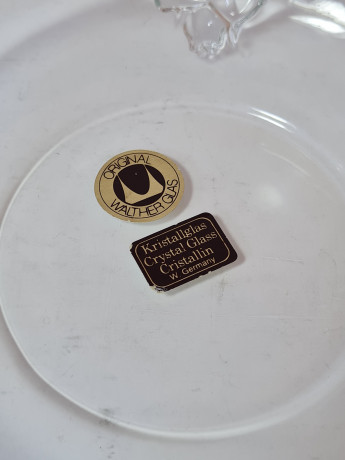 ORIGINAL
WALTHER GLAS
Kristallglas
Crystal Glass
Cristallin
W. Germany